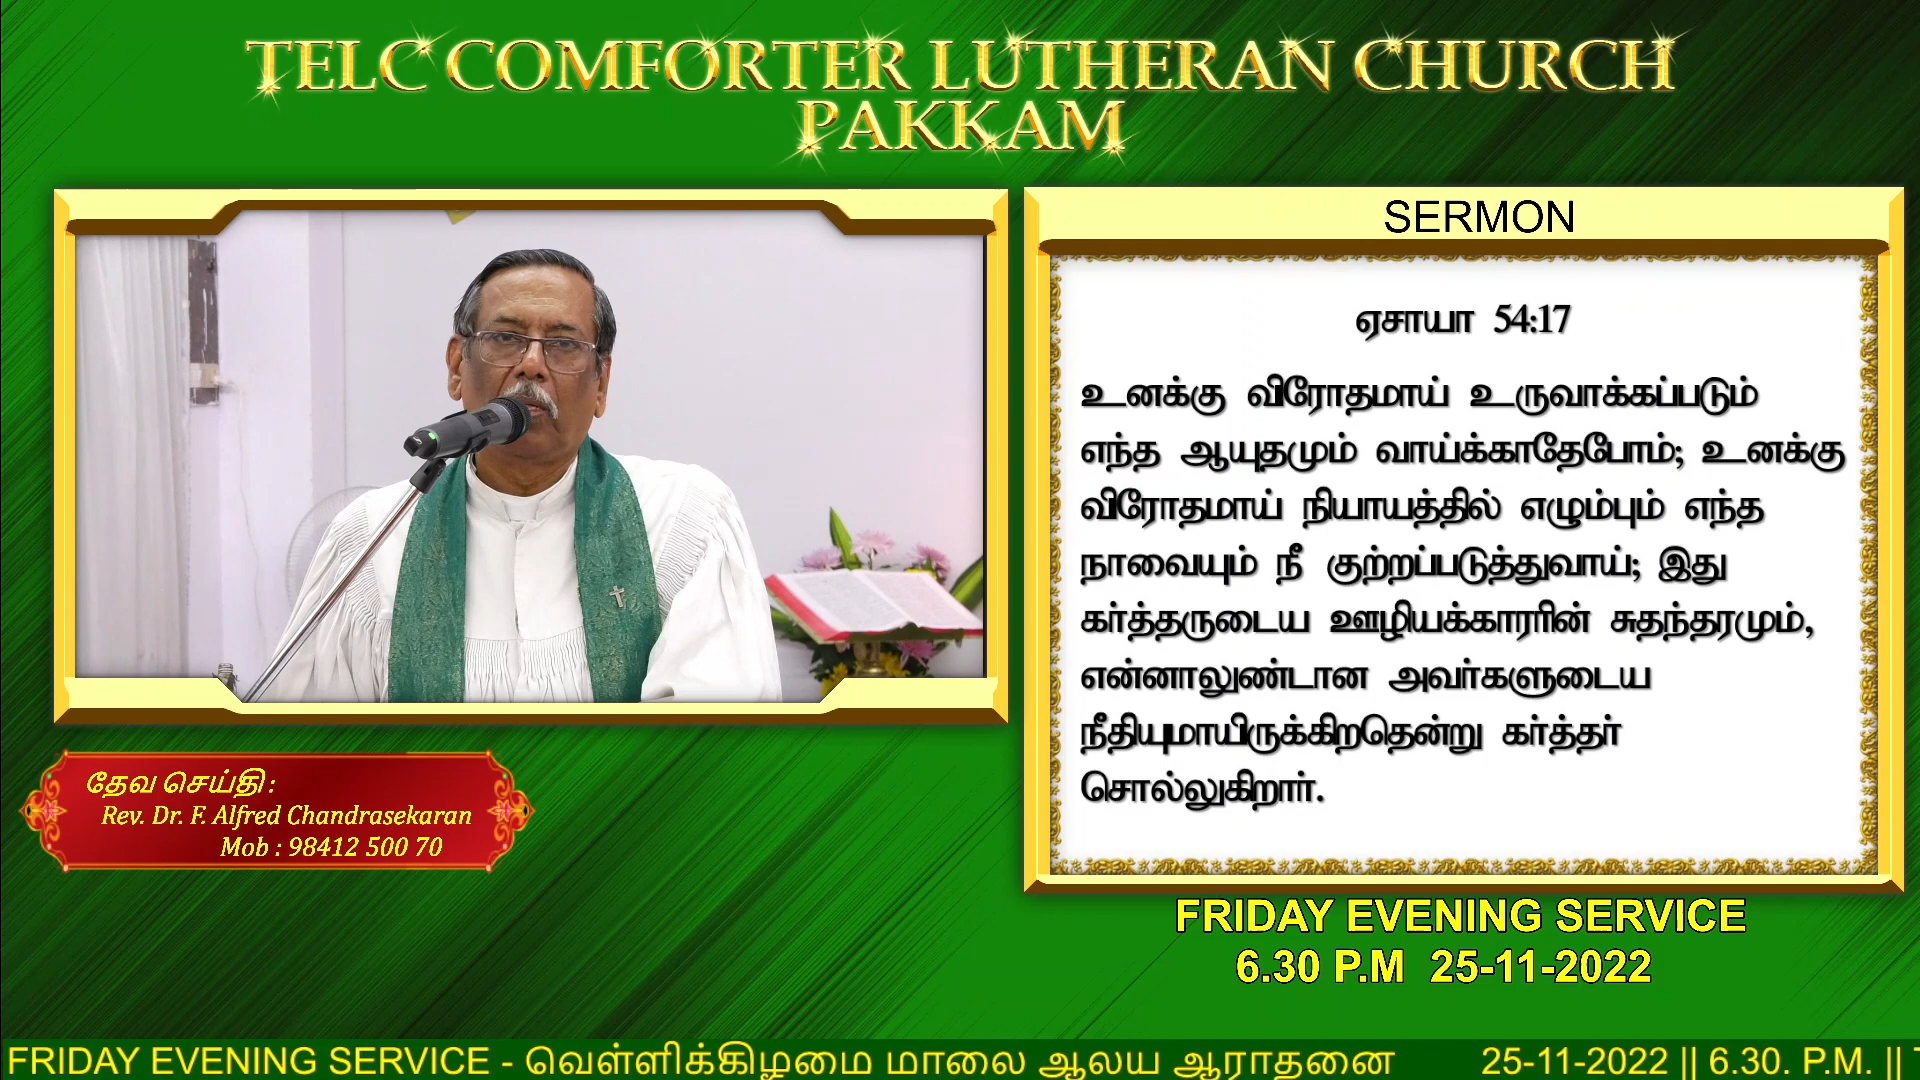 TELC COMFORTER LUTHERAN CHURCH
PAKKAM
SERMON
ஏசாயா 54:17
உனக்கு விரோதமாய் உருவாக்கப்படும்
எந்த ஆயுதமும் வாய்க்காதேபோம்; உனக்கு
விரோதமாய் நியாயத்தில் எழும்பும் எந்த
நாவையும் நீ குற்றப்படுத்துவாய்; இது
கர்த்தருடைய ஊழியக்காரரின் சுதந்தரமும்,
என்னாலுண்டான அவர்களுடைய
நீதியுமாயிருக்கிறதென்று கர்த்தர்
சொல்லுகிறார்.
தேவ செய்தி :
Rev. Dr. F. Alfred Chandrasekaran
Mob : 98412 500 70
FRIDAY EVENING SERVICE
6.30 P.M 25-11-2022
FRIDAY EVENING SERVICE - வெள்ளிக்கிழமை மாலை ஆலய ஆராதனை 25-11-2022 || 6.30. P.M. ||